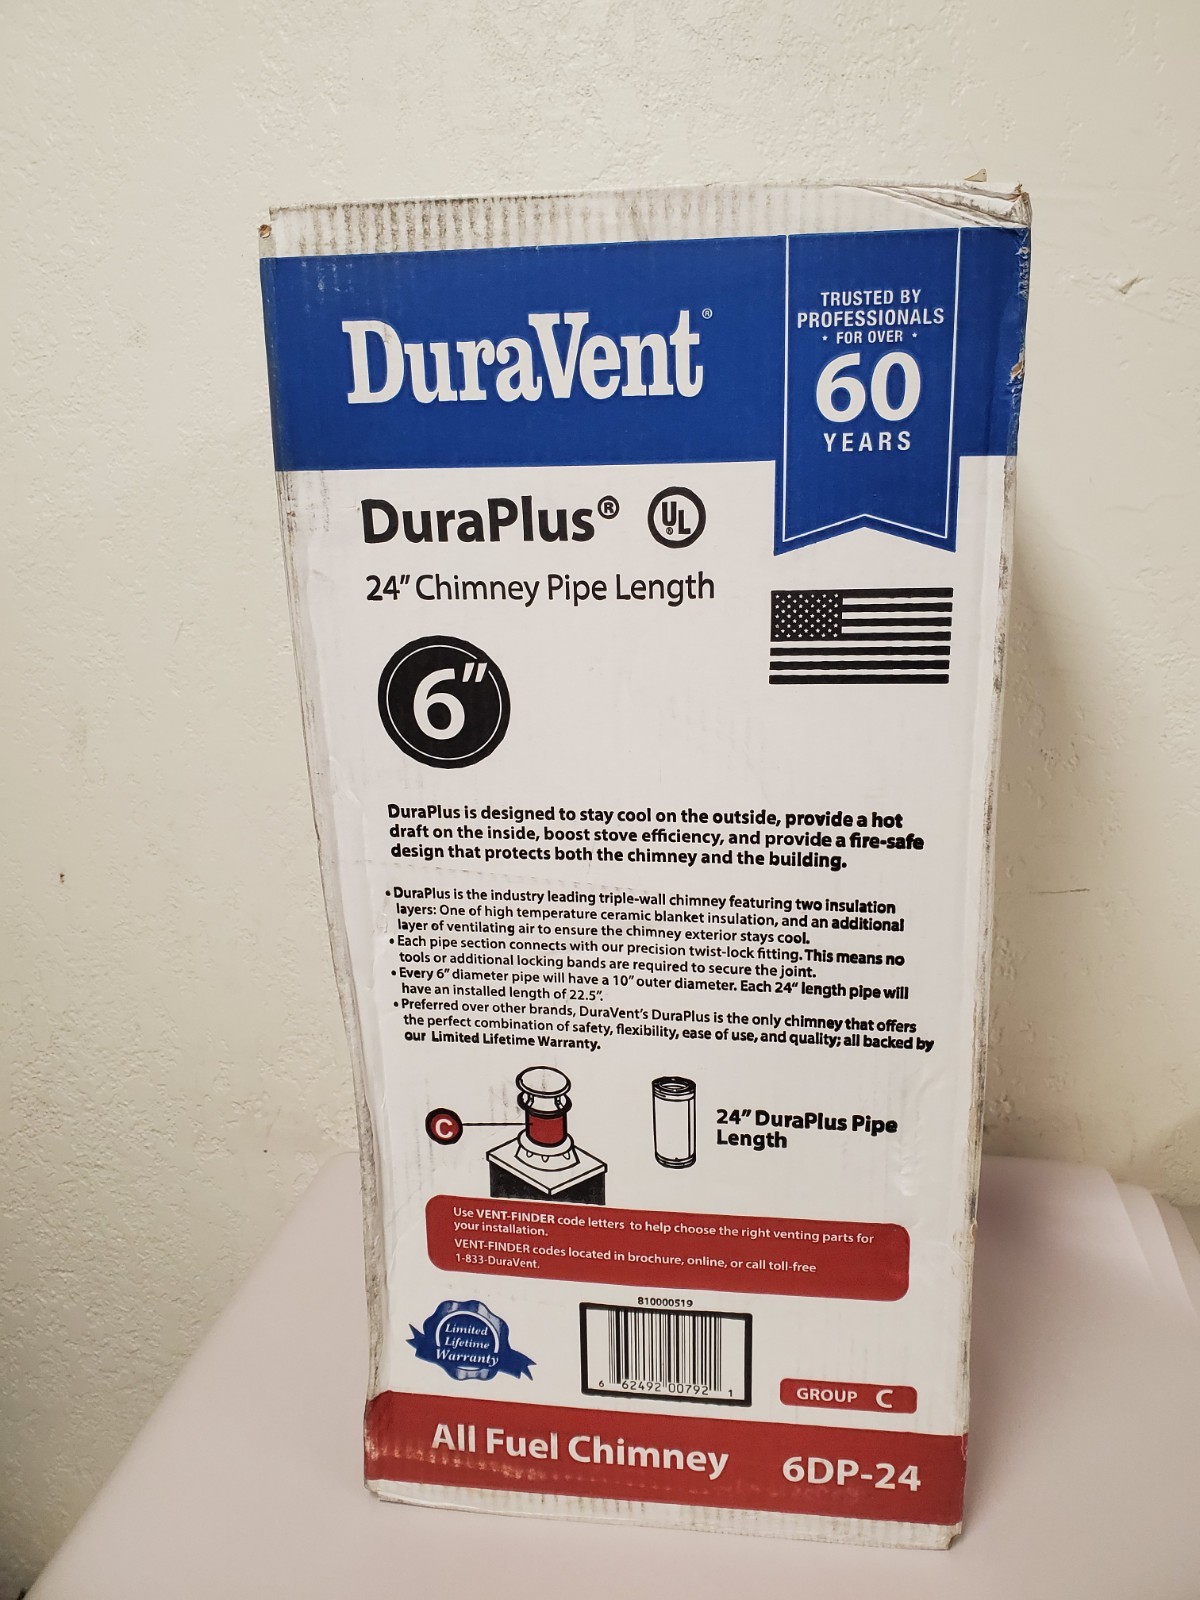 DuraVent®
TRUSTED BY
PROFESSIONALS
* FOR OVER *
60
YEARS
DuraPlus® UL®
24" Chimney Pipe Length
6"
DuraPlus is designed to stay cool on the outside, provide a hot
draft on the inside, boost stove efficiency, and provide a fire-safe
design that protects both the chimney and the building.
• DuraPlus is the industry leading triple-wall chimney featuring two insulation
layers: One of high temperature ceramic blanket insulation, and an additional
layer of ventilating air to ensure the chimney exterior stays cool.
• Each pipe section connects with our precision twist-lock fitting. This means no
tools or additional locking bands are required to secure the joint.
• Every 6" diameter pipe will have a 10" outer diameter. Each 24" length pipe will
have an installed length of 22.5".
• Preferred over other brands, DuraVent's DuraPlus is the only chimney that offers
the perfect combination of safety, flexibility, ease of use, and quality; all backed by
our Limited Lifetime Warranty.
C
24" DuraPlus Pipe
Length
Use VENT-FINDER code letters to help choose the right venting parts for
your installation.
VENT-FINDER codes located in brochure, online, or call toll-free
1-833-DuraVent.
Limited
Lifetime
Warranty
810000519
6 62492 00792 1
GROUP C
All Fuel Chimney 6DP-24